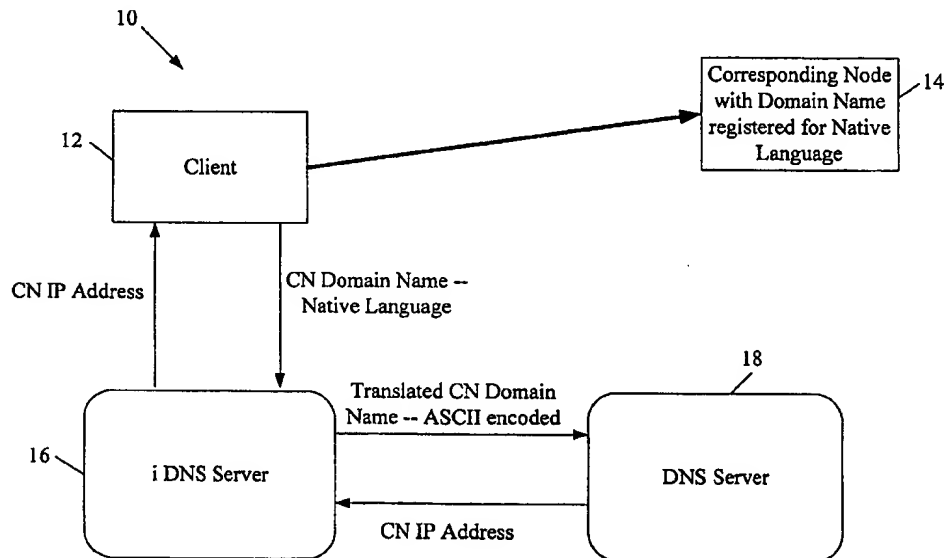 10
Corresponding Node
with Domain Name
registered for Native
Language
14
12
Client
CN IP Address
CN Domain Name --
Native Language
18
Translated CN Domain
Name -- ASCII encoded
16
i DNS Server
DNS Server
CN IP Address